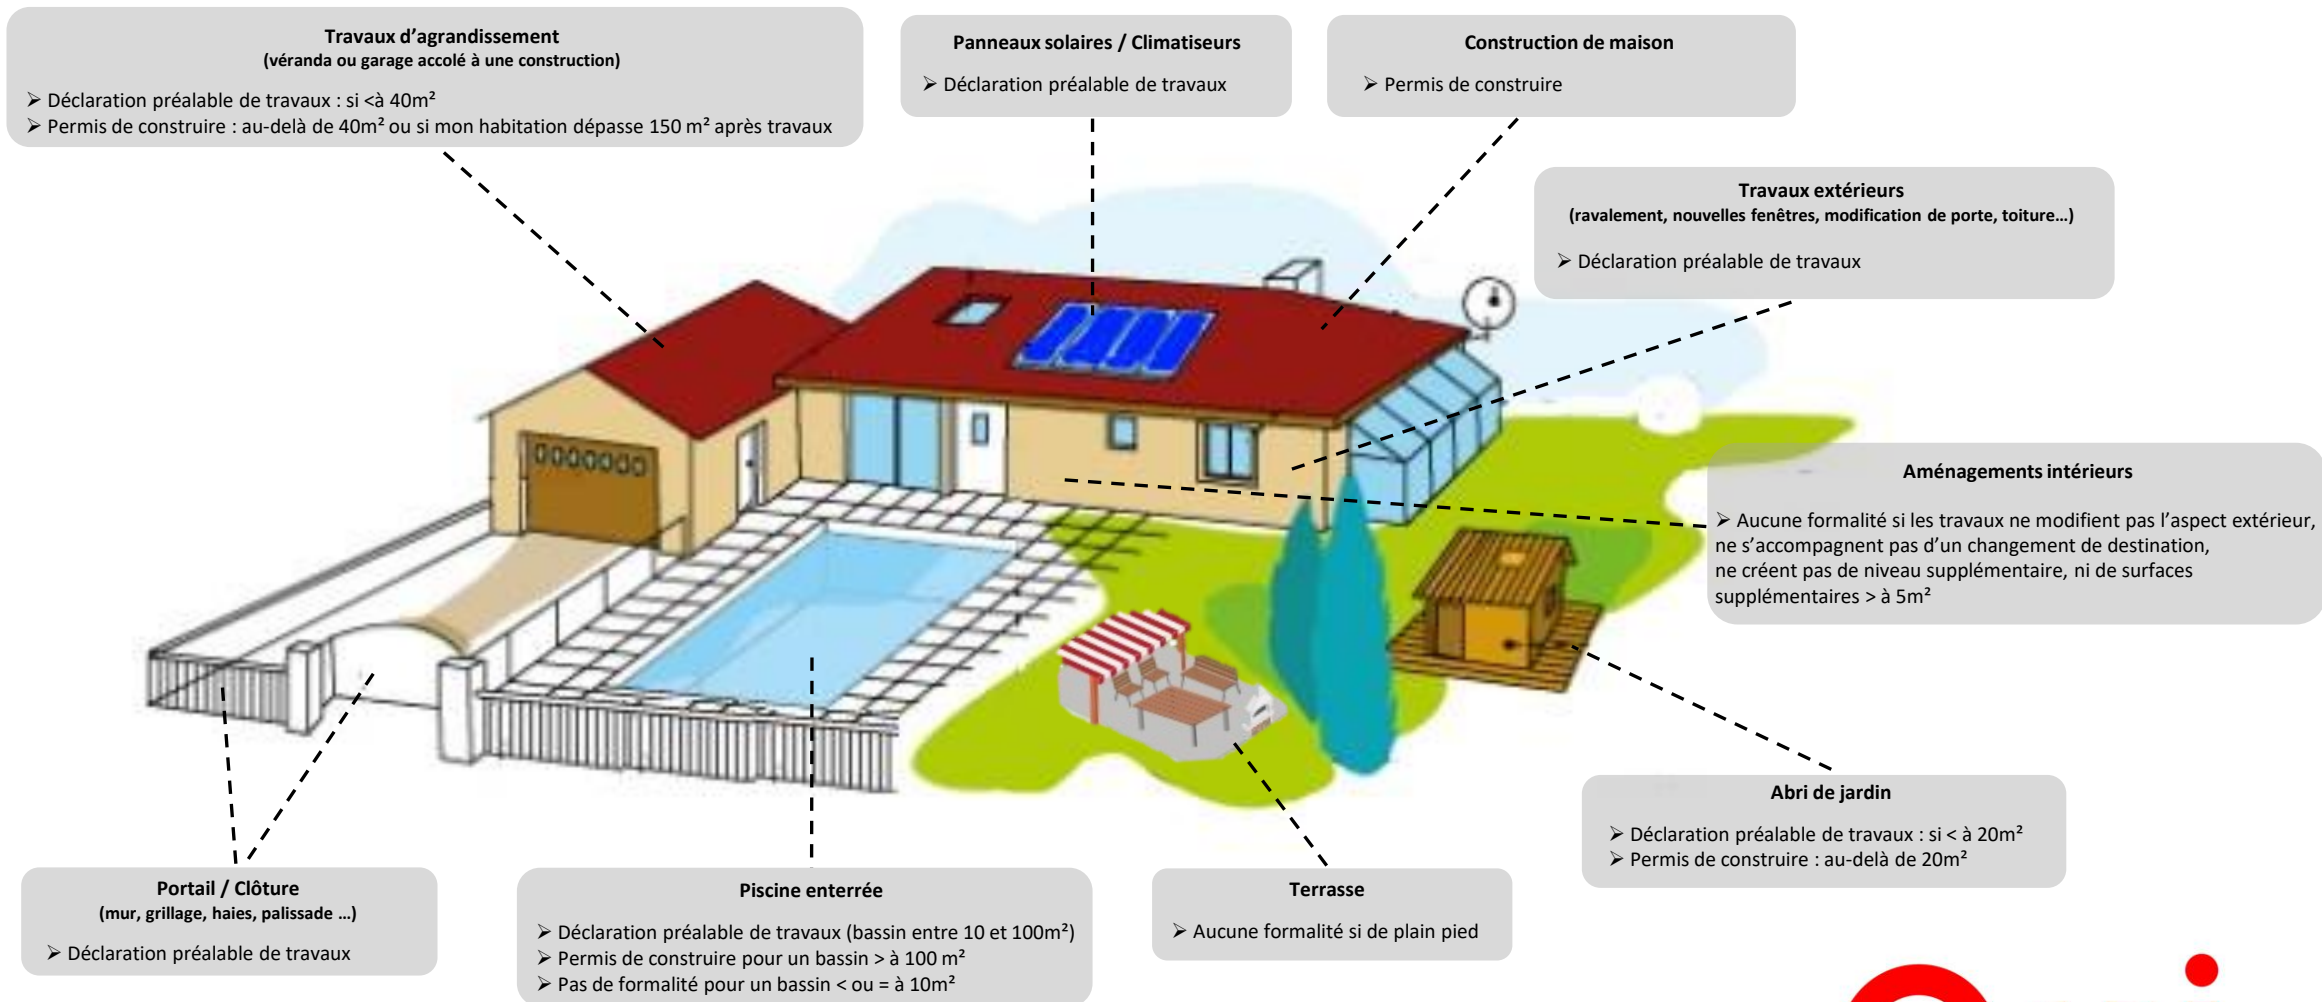 Travaux d'agrandissement
(véranda ou garage accolé à une construction)
➢ Déclaration préalable de travaux : si <à 40m²
➢ Permis de construire : au-delà de 40m² ou si mon habitation dépasse 150 m² après travaux
Panneaux solaires / Climatiseurs
➢ Déclaration préalable de travaux
Construction de maison
➢ Permis de construire
Travaux extérieurs
(ravalement, nouvelles fenêtres, modification de porte, toiture…)
➢ Déclaration préalable de travaux
Aménagements intérieurs
➢ Aucune formalité si les travaux ne modifient pas l'aspect extérieur,
ne s'accompagnent pas d'un changement de destination,
ne créent pas de niveau supplémentaire, ni de surfaces
supplémentaires > à 5m²
Abri de jardin
➢ Déclaration préalable de travaux : si < à 20m²
➢ Permis de construire : au-delà de 20m²
Portail / Clôture
(mur, grillage, haies, palissade …)
➢ Déclaration préalable de travaux
Piscine enterrée
➢ Déclaration préalable de travaux (bassin entre 10 et 100m²)
➢ Permis de construire pour un bassin > à 100 m²
➢ Pas de formalité pour un bassin < ou = à 10m²
Terrasse
➢ Aucune formalité si de plain pied